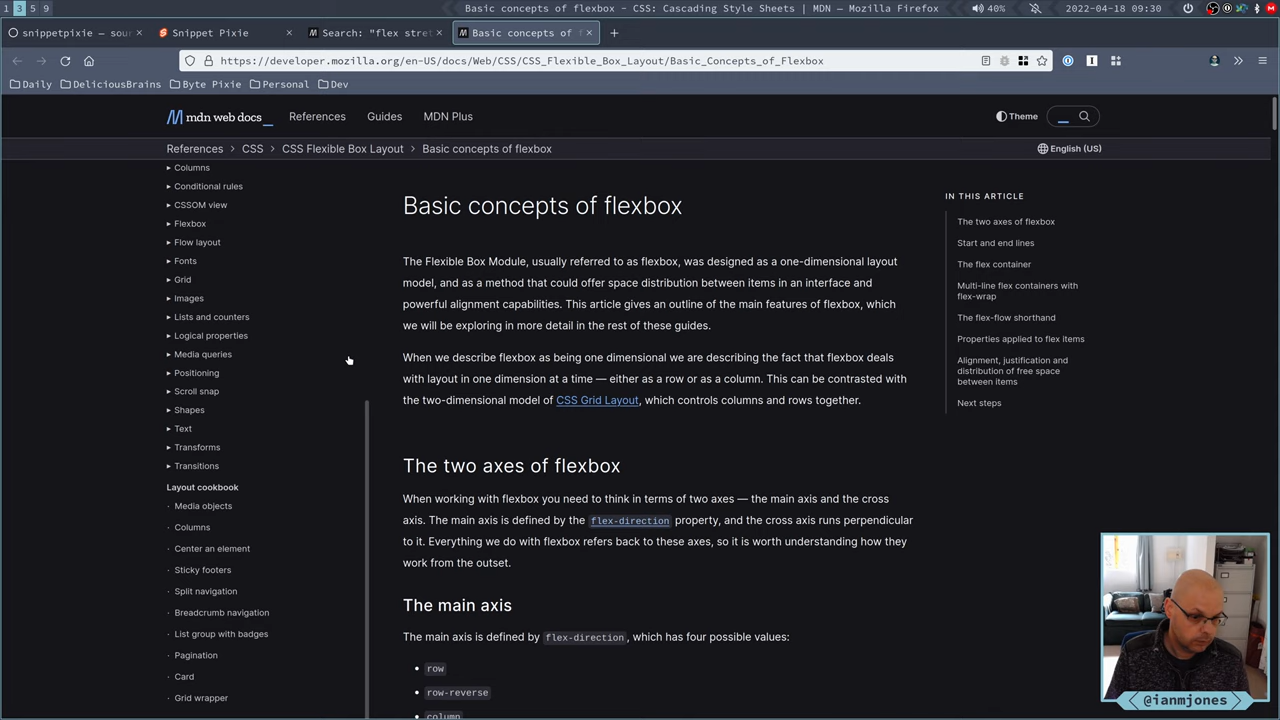 1 3 5 9
Basic concepts of flexbox - CSS: Cascading Style Sheets | MDN — Mozilla Firefox
40%
2022-04-18 09:30
snippetpixie — sou
Snippet Pixie
Search: "flex stret
Basic concepts of f
https://developer.mozilla.org/en-US/docs/Web/CSS/CSS_Flexible_Box_Layout/Basic_Concepts_of_Flexbox
Daily
DeliciousBrains
Byte Pixie
Personal
Dev
mdn web docs
References
Guides
MDN Plus
Theme
References > CSS > CSS Flexible Box Layout > Basic concepts of flexbox
English (US)
Columns
Conditional rules
CSSOM view
Flexbox
Flow layout
Fonts
Grid
Images
Lists and counters
Logical properties
Media queries
Positioning
Scroll snap
Shapes
Text
Transforms
Transitions
Layout cookbook
Media objects
Columns
Center an element
Sticky footers
Split navigation
Breadcrumb navigation
List group with badges
Pagination
Card
Grid wrapper
Basic concepts of flexbox
The Flexible Box Module, usually referred to as flexbox, was designed as a one-dimensional layout
model, and as a method that could offer space distribution between items in an interface and
powerful alignment capabilities. This article gives an outline of the main features of flexbox, which
we will be exploring in more detail in the rest of these guides.
When we describe flexbox as being one dimensional we are describing the fact that flexbox deals
with layout in one dimension at a time — either as a row or as a column. This can be contrasted with
the two-dimensional model of CSS Grid Layout, which controls columns and rows together.
The two axes of flexbox
When working with flexbox you need to think in terms of two axes — the main axis and the cross
axis. The main axis is defined by the flex-direction property, and the cross axis runs perpendicular
to it. Everything we do with flexbox refers back to these axes, so it is worth understanding how they
work from the outset.
The main axis
The main axis is defined by flex-direction, which has four possible values:
• row
• row-reverse
• column
IN THIS ARTICLE
The two axes of flexbox
Start and end lines
The flex container
Multi-line flex containers with
flex-wrap
The flex-flow shorthand
Properties applied to flex items
Alignment, justification and
distribution of free space
between items
Next steps
@ianmjones